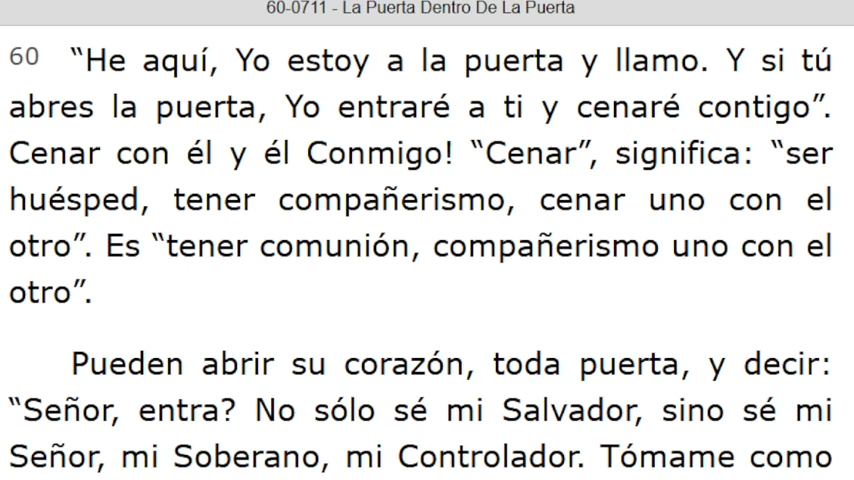 60-0711 - La Puerta Dentro De La Puerta
60 “He aquí, Yo estoy a la puerta y llamo. Y si tú
abres la puerta, Yo entraré a ti y cenaré contigo”.
Cenar con él y él Conmigo! “Cenar”, significa: “ser
huésped, tener compañerismo, cenar uno con el
otro”. Es “tener comunión, compañerismo uno con el
otro”.
Pueden abrir su corazón, toda puerta, y decir:
“Señor, entra? No sólo sé mi Salvador, sino sé mi
Señor, mi Soberano, mi Controlador. Tómame como